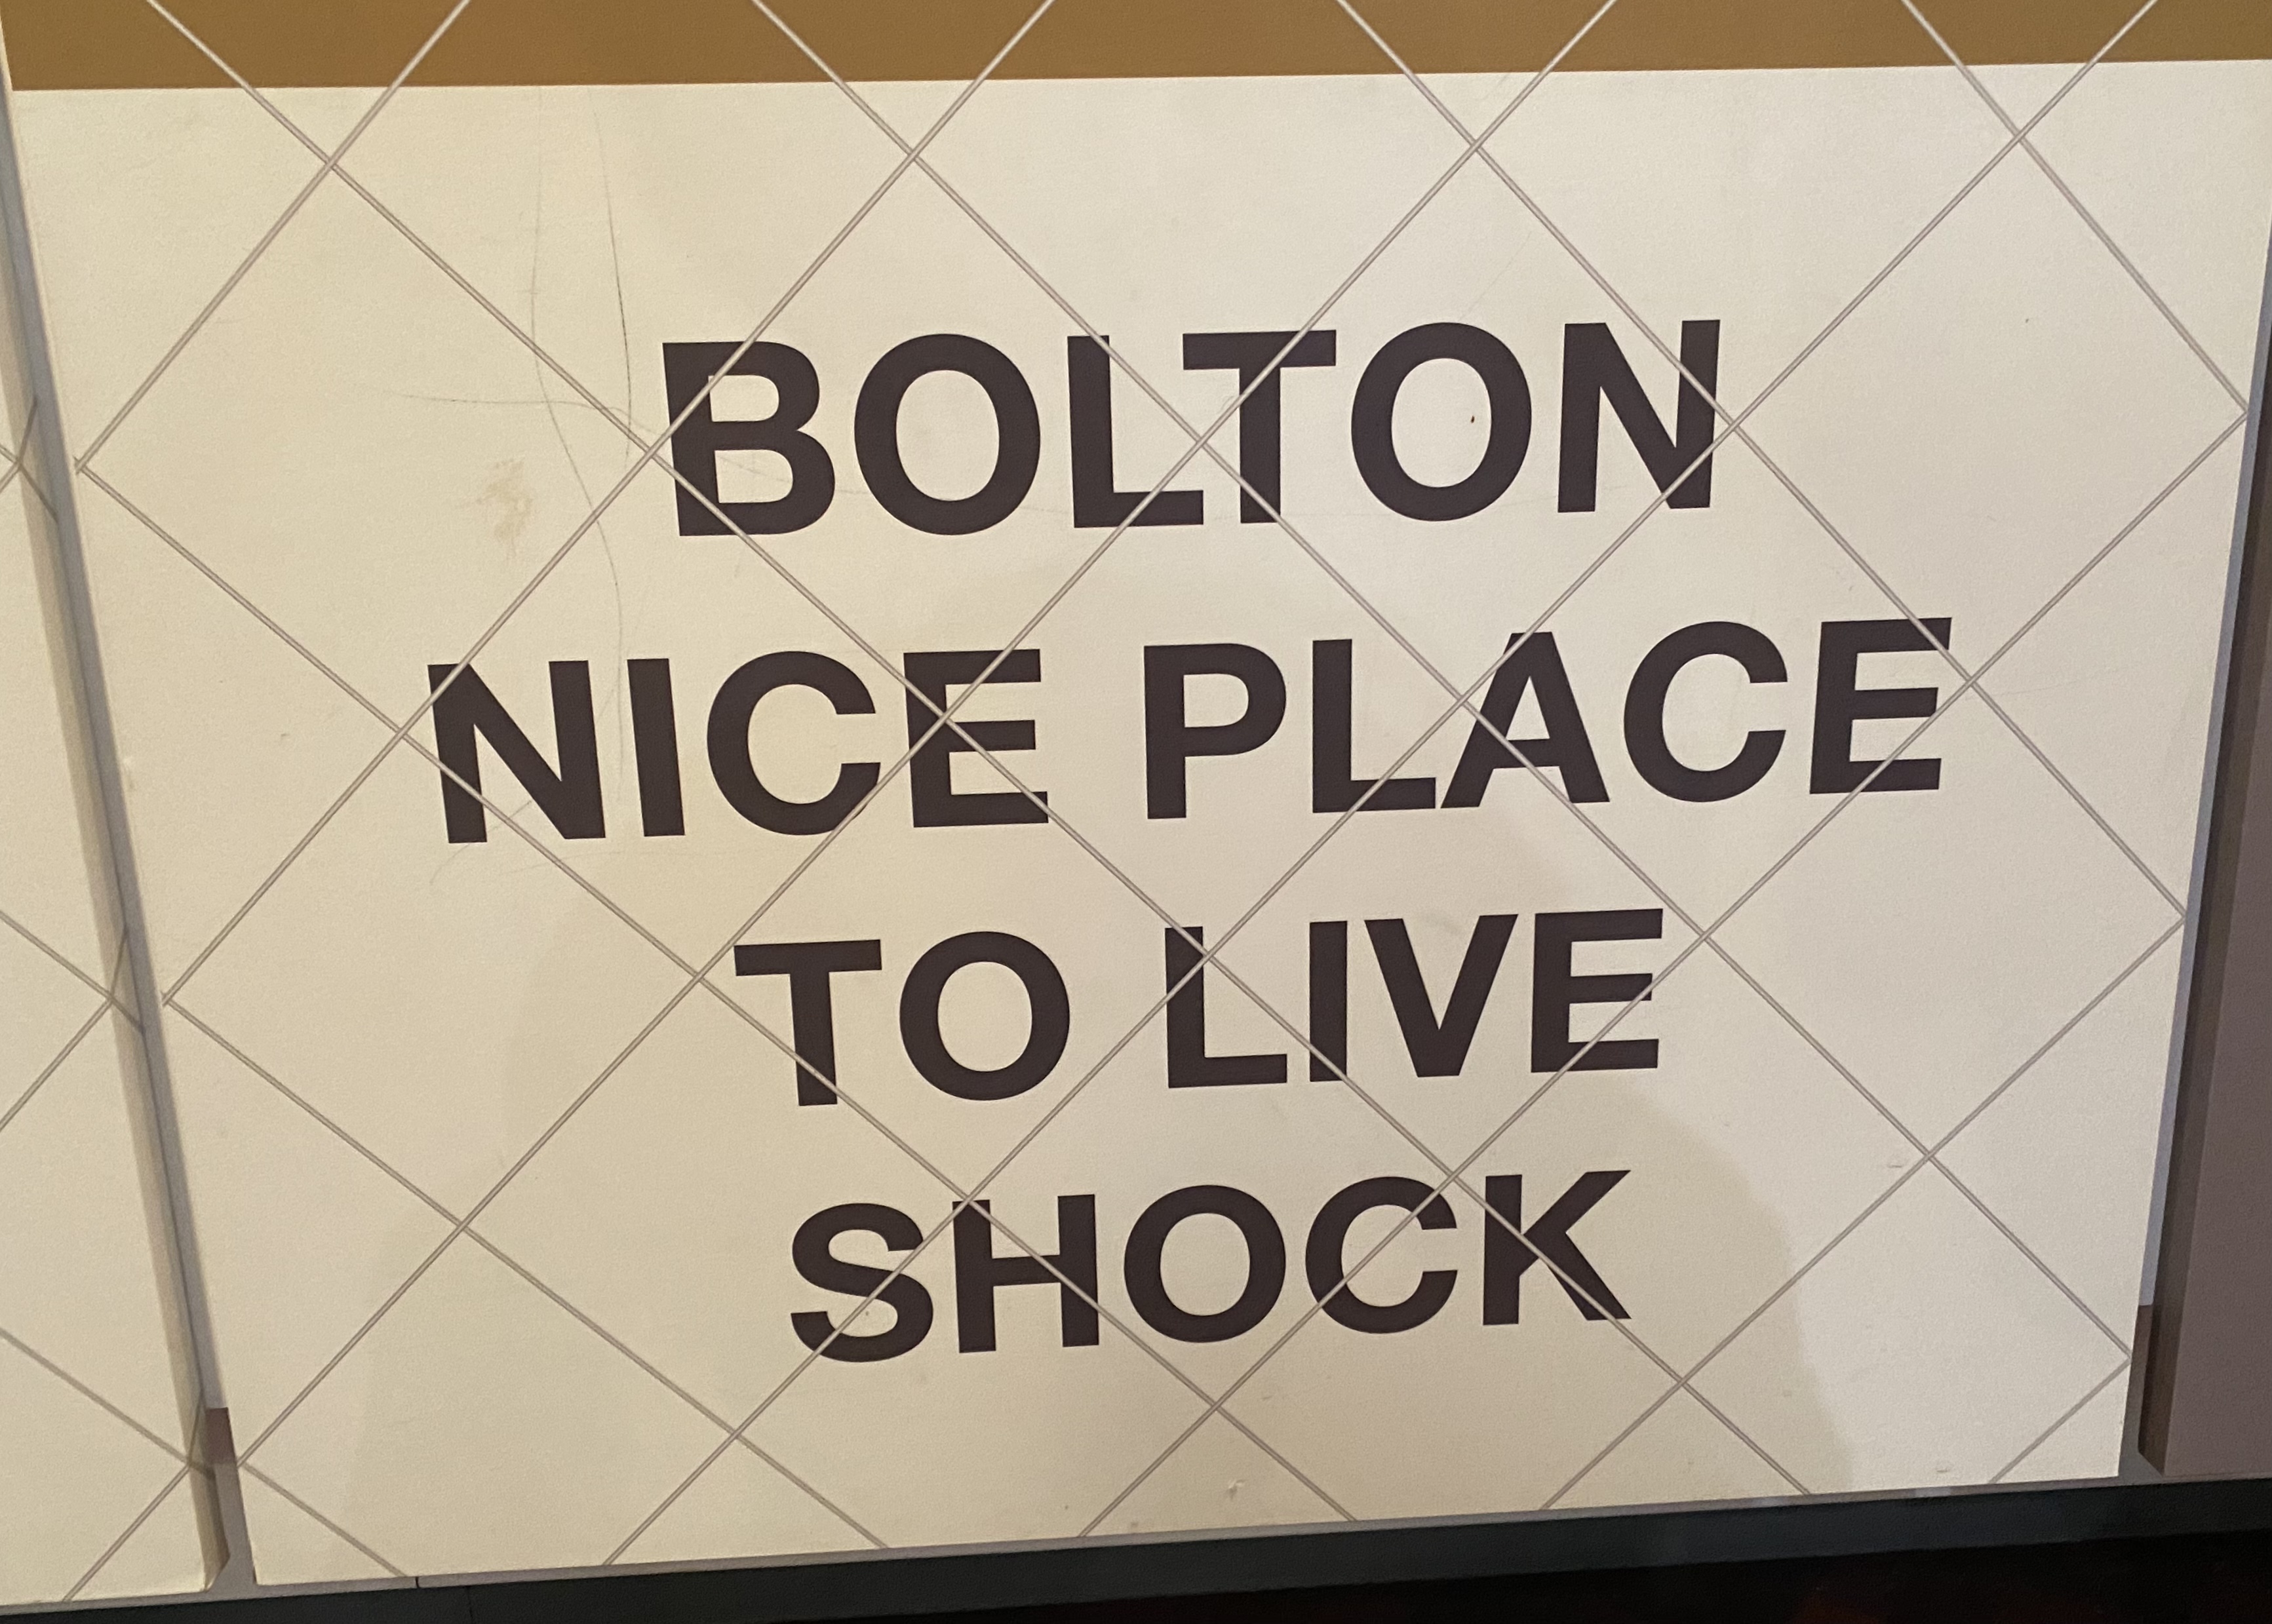 BOLTON
NICE PLACE
TO LIVE
SHOCK